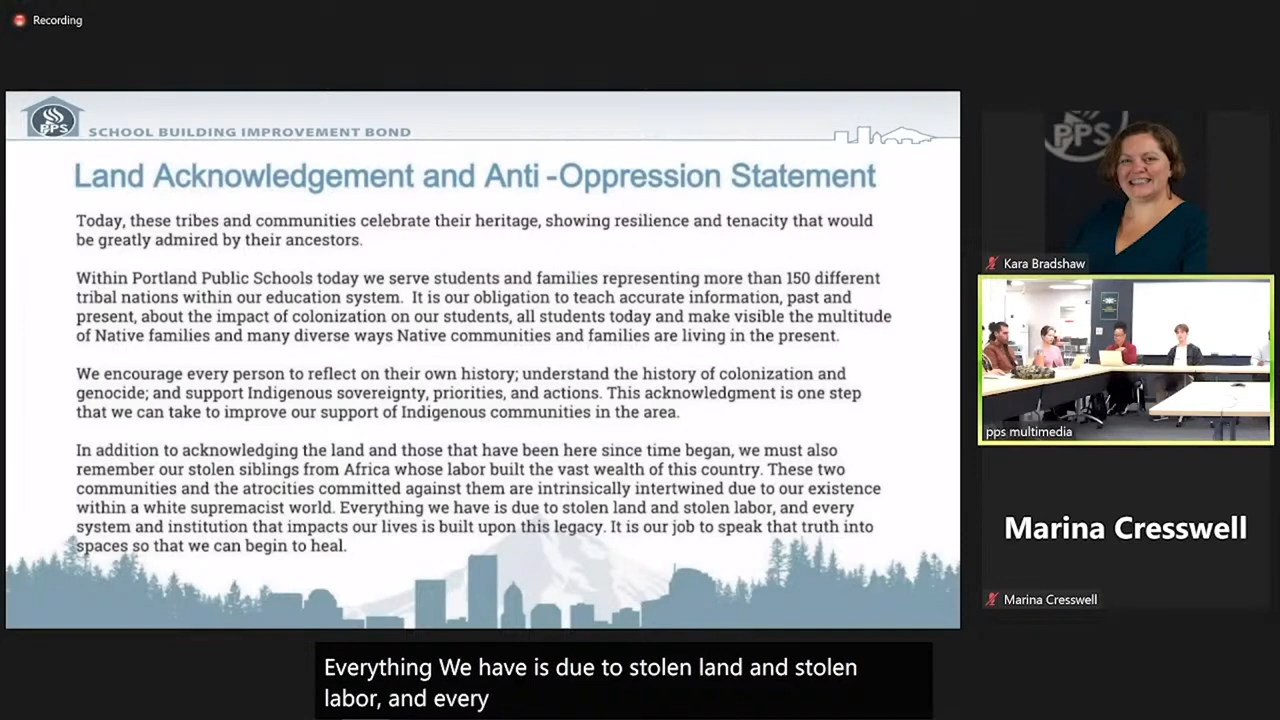 Recording
PPS
SCHOOL BUILDING IMPROVEMENT BOND
Land Acknowledgement and Anti -Oppression Statement
Today, these tribes and communities celebrate their heritage, showing resilience and tenacity that would
be greatly admired by their ancestors.
Within Portland Public Schools today we serve students and families representing more than 150 different
tribal nations within our education system. It is our obligation to teach accurate information, past and
present, about the impact of colonization on our students, all students today and make visible the multitude
of Native families and many diverse ways Native communities and families are living in the present.
We encourage every person to reflect on their own history; understand the history of colonization and
genocide; and support Indigenous sovereignty, priorities, and actions. This acknowledgment is one step
that we can take to improve our support of Indigenous communities in the area.
In addition to acknowledging the land and those that have been here since time began, we must also
remember our stolen siblings from Africa whose labor built the vast wealth of this country. These two
communities and the atrocities committed against them are intrinsically intertwined due to our existence
within a white supremacist world. Everything we have is due to stolen land and stolen labor, and every
system and institution that impacts our lives is built upon this legacy. It is our job to speak that truth into
spaces so that we can begin to heal.
PPS
Kara Bradshaw
pps multimedia
Marina Cresswell
Marina Cresswell
Everything We have is due to stolen land and stolen
labor, and every